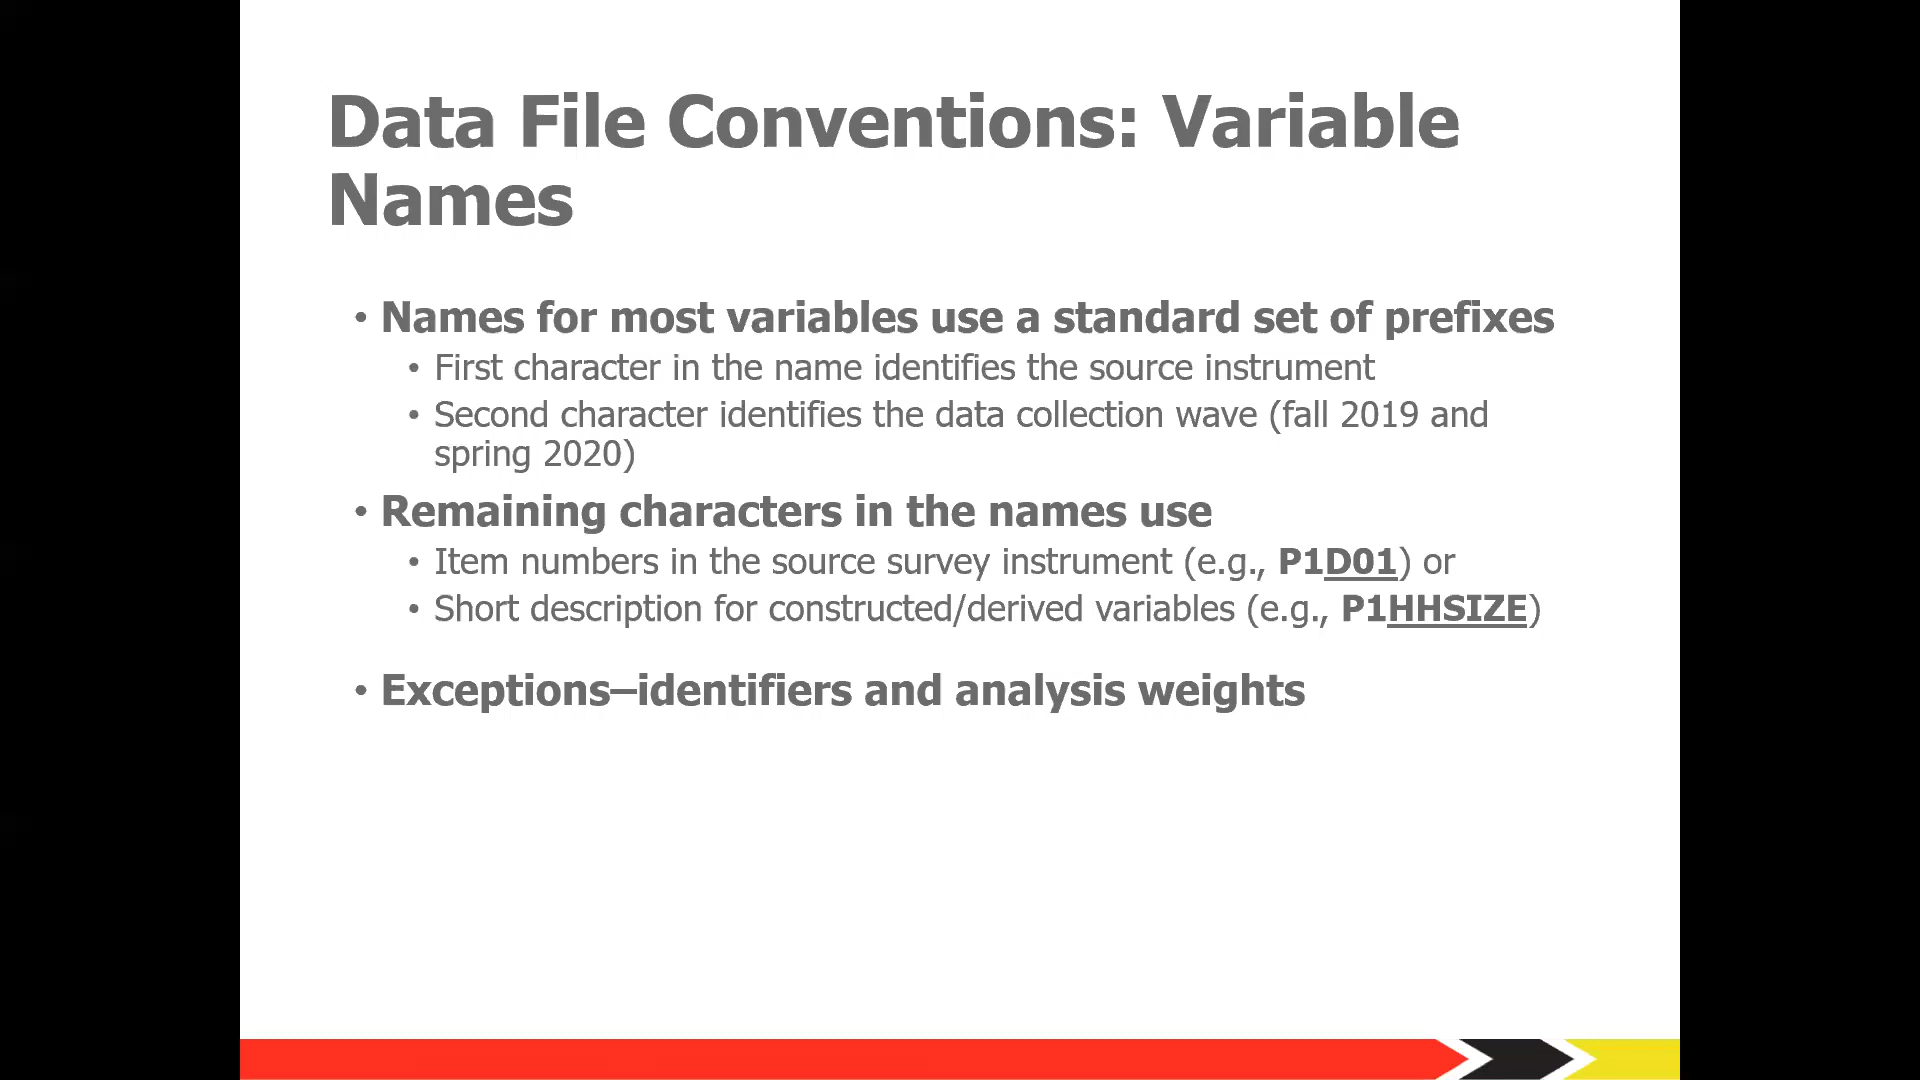 Data File Conventions: Variable
Names
• Names for most variables use a standard set of prefixes
• First character in the name identifies the source instrument
• Second character identifies the data collection wave (fall 2019 and
spring 2020)
• Remaining characters in the names use
• Item numbers in the source survey instrument (e.g., P1D01) or
• Short description for constructed/derived variables (e.g., P1HHSIZE)
• Exceptions–identifiers and analysis weights